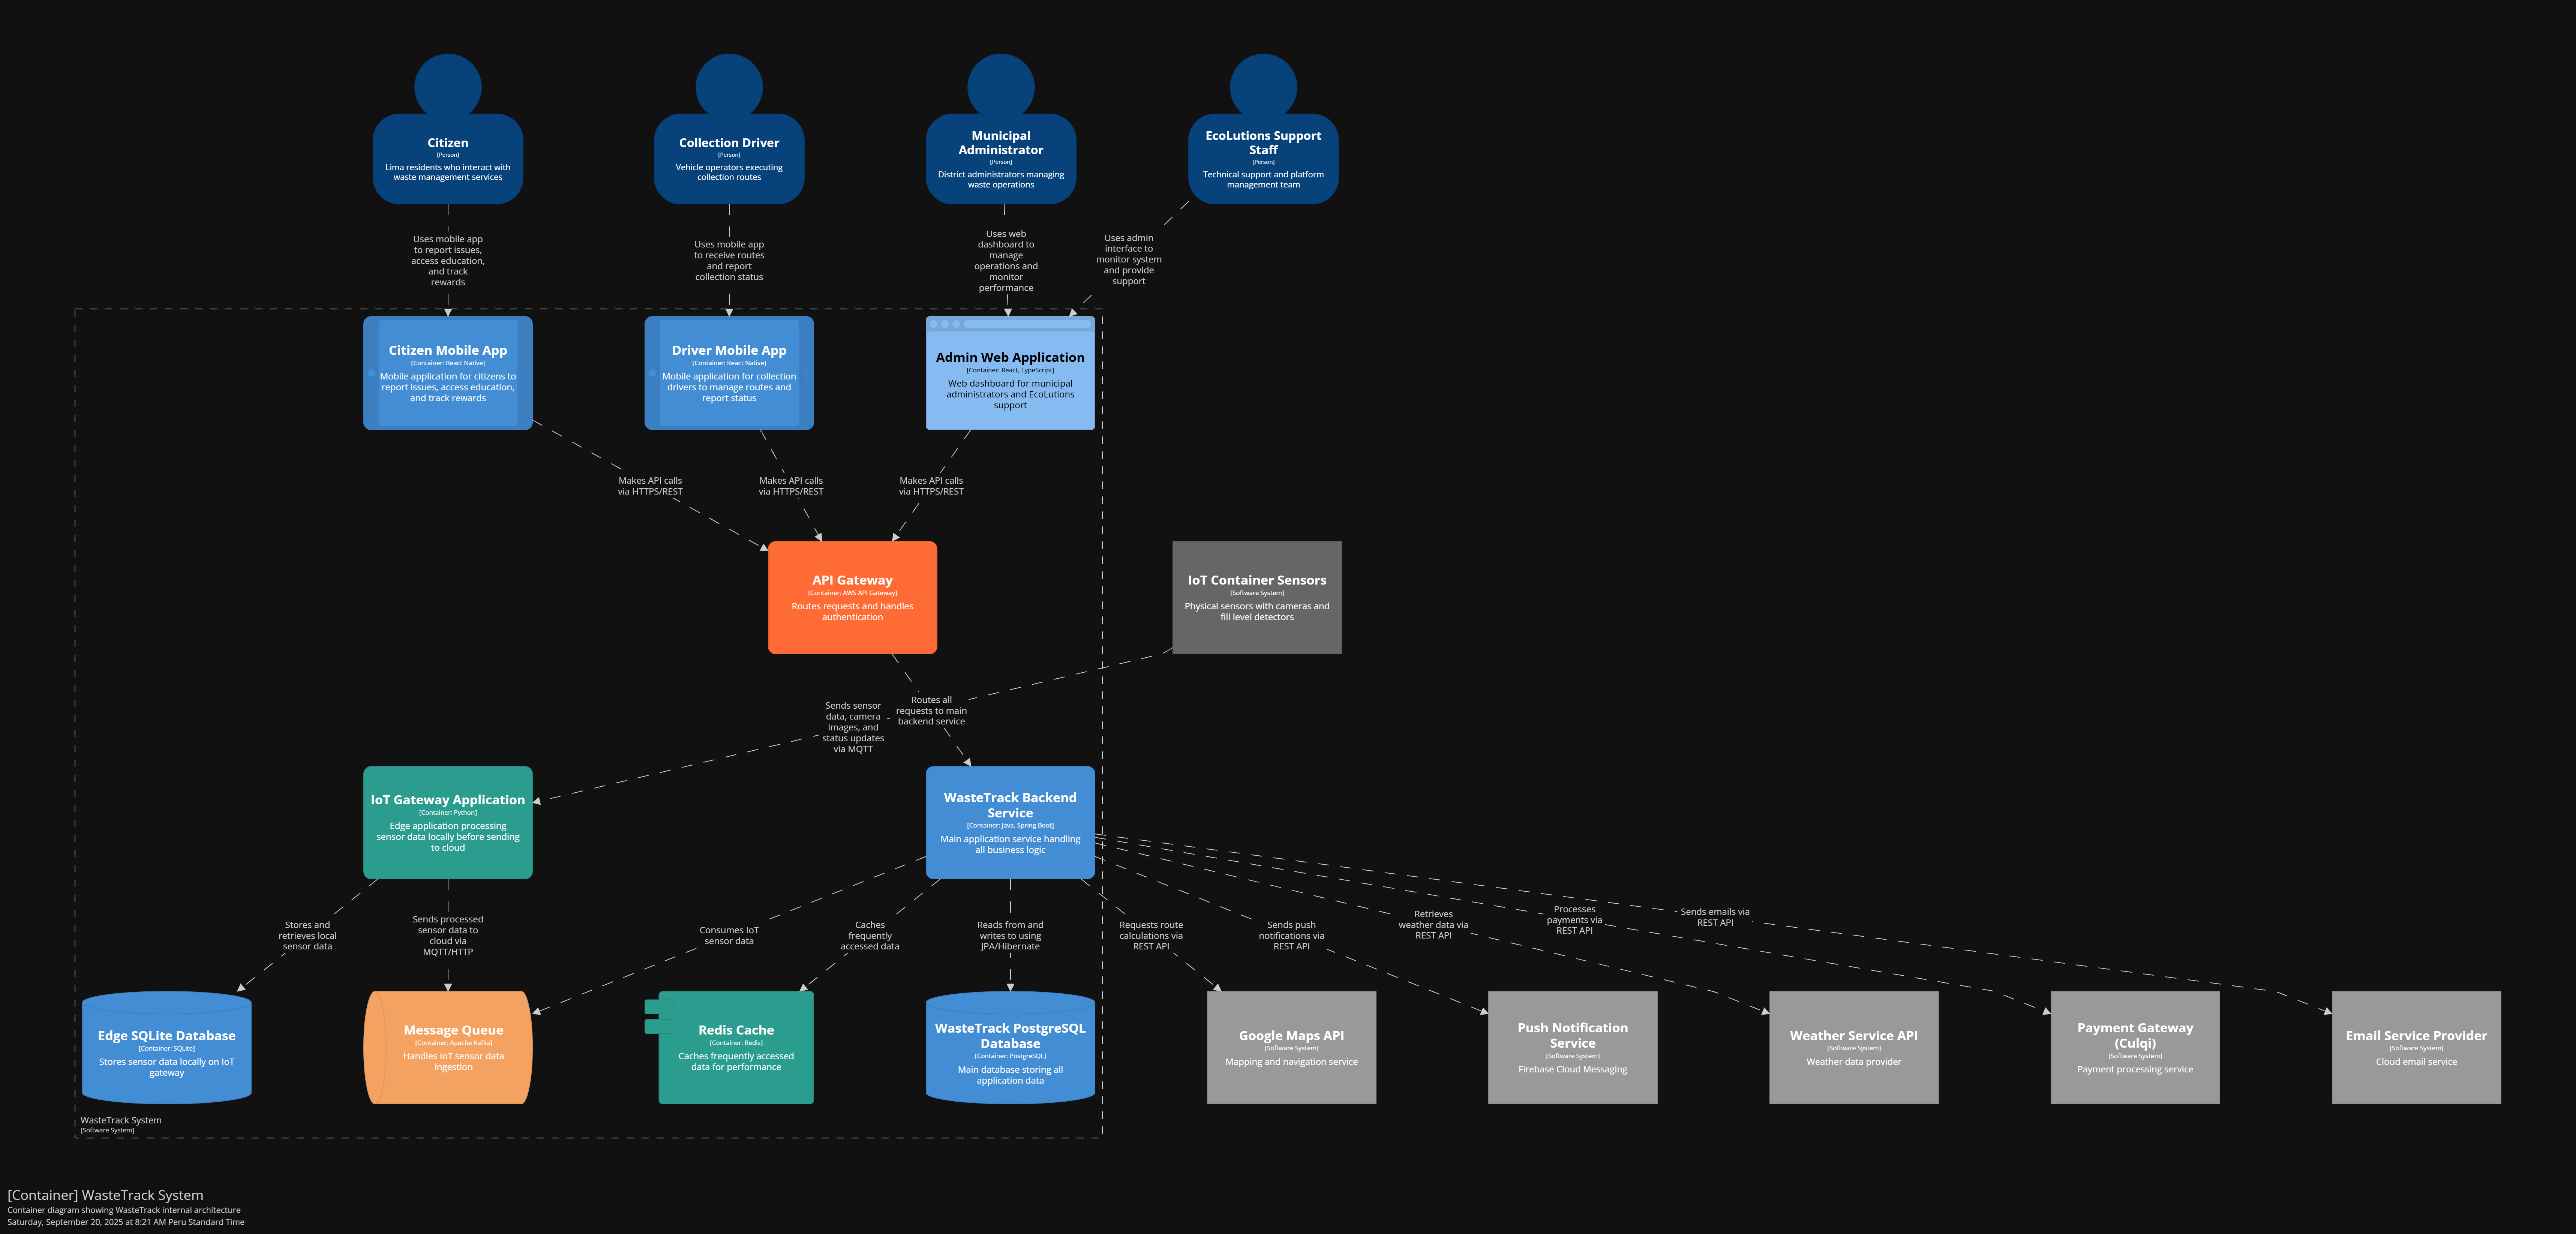 Citizen
[Person]
Lima residents who interact with
waste management services
Collection Driver
[Person]
Vehicle operators executing
collection routes
Municipal
Administrator
[Person]
District administrators managing
waste operations
EcoLutions Support
Staff
[Person]
Technical support and platform
management team
Uses mobile app
to report issues,
access education,
and track
rewards
Uses mobile app
to receive routes
and report
collection status
Uses web
dashboard to
manage
operations and
monitor
performance
Uses admin
interface to
monitor system
and provide
support
Citizen Mobile App
[Container: React Native]
Mobile application for citizens to
report issues, access education,
and track rewards
Driver Mobile App
[Container: React Native]
Mobile application for collection
drivers to manage routes and
report status
Admin Web Application
[Container: React, TypeScript]
Web dashboard for municipal
administrators and EcoLutions
support
Makes API calls
via HTTPS/REST
Makes API calls
via HTTPS/REST
Makes API calls
via HTTPS/REST
API Gateway
[Container: AWS API Gateway]
Routes requests and handles
authentication
IoT Container Sensors
[Software System]
Physical sensors with cameras and
fill level detectors
Sends sensor
data, camera
images, and
status updates
via MQTT
Routes all
requests to main
backend service
IoT Gateway Application
[Container: Python]
Edge application processing
sensor data locally before sending
to cloud
WasteTrack Backend
Service
[Container: Java, Spring Boot]
Main application service handling
all business logic
Stores and
retrieves local
sensor data
Sends processed
sensor data to
cloud via
MQTT/HTTP
Consumes IoT
sensor data
Caches
frequently
accessed data
Reads from and
writes to using
JPA/Hibernate
Requests route
calculations via
REST API
Sends push
notifications via
REST API
Retrieves
weather data via
REST API
Processes
payments via
REST API
Sends emails via
REST API
Edge SQLite Database
[Container: SQLite]
Stores sensor data locally on IoT
gateway
Message Queue
[Container: Apache Kafka]
Handles IoT sensor data
ingestion
Redis Cache
[Container: Redis]
Caches frequently accessed
data for performance
WasteTrack PostgreSQL
Database
[Container: PostgreSQL]
Main database storing all
application data
Google Maps API
[Software System]
Mapping and navigation service
Push Notification
Service
[Software System]
Firebase Cloud Messaging
Weather Service API
[Software System]
Weather data provider
Payment Gateway
(Culqi)
[Software System]
Payment processing service
Email Service Provider
[Software System]
Cloud email service
WasteTrack System
[Software System]
[Container] WasteTrack System
Container diagram showing WasteTrack internal architecture
Saturday, September 20, 2025 at 8:21 AM Peru Standard Time